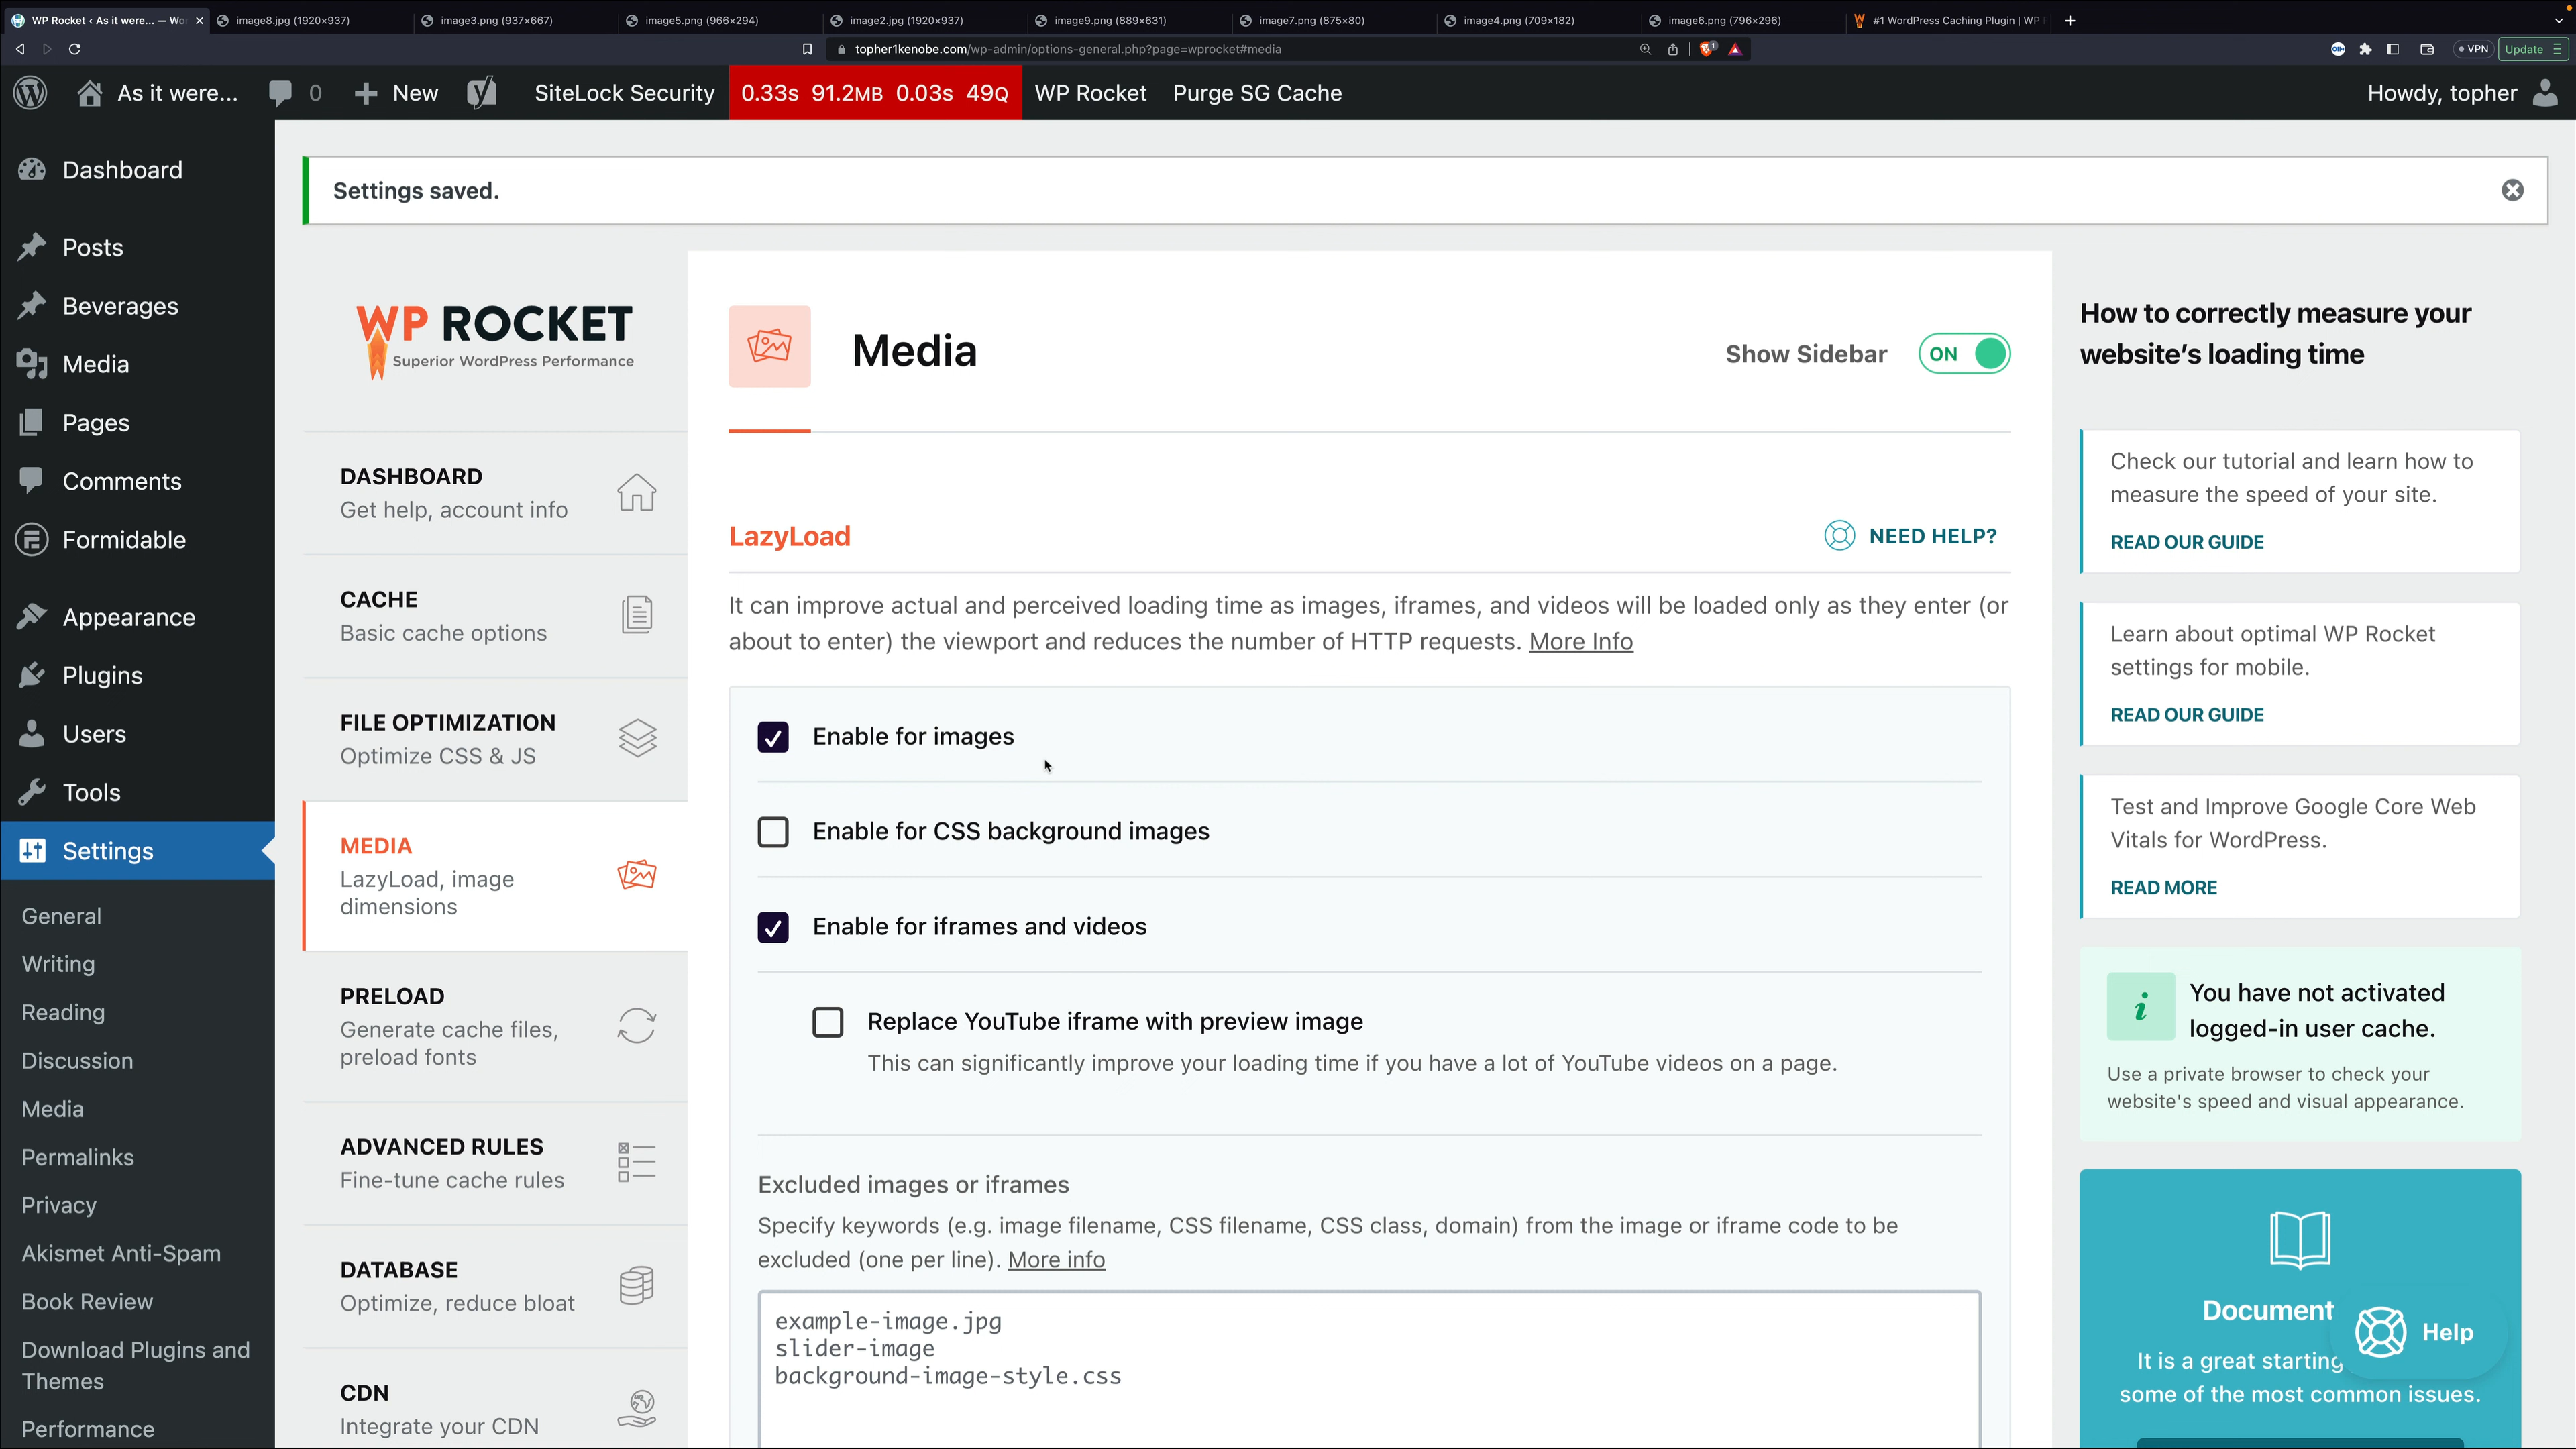 WP Rocket ‹ As it were... — Wo
image8.jpg (1920×937)
image3.png (937×667)
image5.png (966×294)
image2.jpg (1920×937)
image9.png (889×631)
image7.png (875×80)
image4.png (709×182)
image6.png (796×296)
#1 WordPress Caching Plugin | WP
topher1kenobe.com/wp-admin/options-general.php?page=wprocket#media
1
VPN
Update
As it were...
0
New
SiteLock Security
0.33s 91.2MB 0.03s 49Q
WP Rocket
Purge SG Cache
Howdy, topher
Dashboard
Posts
Beverages
Media
Pages
Comments
Formidable
Appearance
Plugins
Users
Tools
Settings
General
Writing
Reading
Discussion
Media
Permalinks
Privacy
Akismet Anti-Spam
Book Review
Download Plugins and
Themes
Performance
Settings saved.
WP ROCKET
Superior WordPress Performance
DASHBOARD
Get help, account info
CACHE
Basic cache options
FILE OPTIMIZATION
Optimize CSS & JS
MEDIA
LazyLoad, image
dimensions
PRELOAD
Generate cache files,
preload fonts
ADVANCED RULES
Fine-tune cache rules
DATABASE
Optimize, reduce bloat
CDN
Integrate your CDN
Media
Show Sidebar
ON
LazyLoad
NEED HELP?
It can improve actual and perceived loading time as images, iframes, and videos will be loaded only as they enter (or
about to enter) the viewport and reduces the number of HTTP requests. More Info
Enable for images
Enable for CSS background images
Enable for iframes and videos
Replace YouTube iframe with preview image
This can significantly improve your loading time if you have a lot of YouTube videos on a page.
Excluded images or iframes
Specify keywords (e.g. image filename, CSS filename, CSS class, domain) from the image or iframe code to be
excluded (one per line). More info
example-image.jpg
slider-image
background-image-style.css
How to correctly measure your
website's loading time
Check our tutorial and learn how to
measure the speed of your site.
READ OUR GUIDE
Learn about optimal WP Rocket
settings for mobile.
READ OUR GUIDE
Test and Improve Google Core Web
Vitals for WordPress.
READ MORE
You have not activated
logged-in user cache.
Use a private browser to check your
website's speed and visual appearance.
Document
It is a great starting
some of the most common issues.
Help